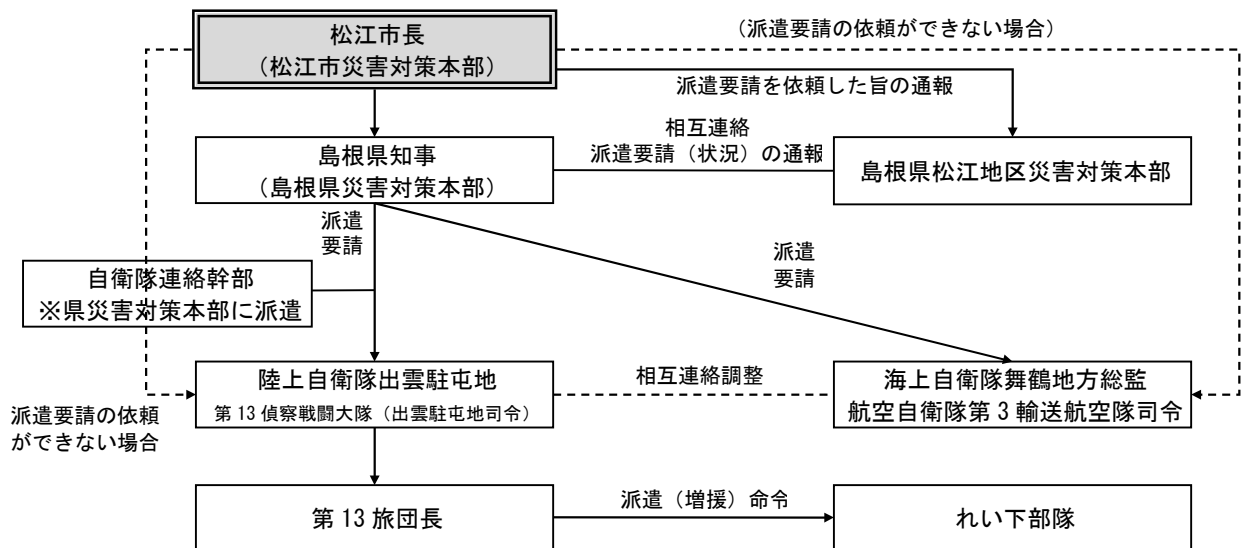 松江市長
（松江市災害対策本部）
（派遣要請の依頼ができない場合）
派遣要請を依頼した旨の通報
島根県知事
（島根県災害対策本部）
相互連絡
派遣要請（状況）の通報
島根県松江地区災害対策本部
派遣
要請
派遣
要請
自衛隊連絡幹部
※県災害対策本部に派遣
陸上自衛隊出雲駐屯地
第13偵察戦闘大隊（出雲駐屯地司令）
相互連絡調整
海上自衛隊舞鶴地方総監
航空自衛隊第3輸送航空隊司令
派遣要請の依頼
ができない場合
第13旅団長
派遣（増援）命令
れい下部隊